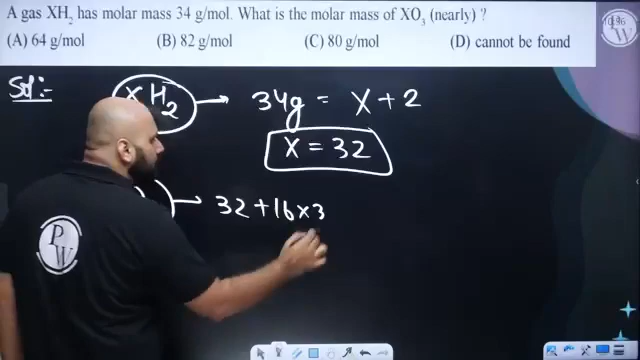 A gas XH₂ has molar mass 34 g/mol. What is the molar mass of XO₃ (nearly) ?
(A) 64 g/mol (B) 82 g/mol (C) 80 g/mol (D) cannot be found
Sol:- XH₂ → 34g = X + 2
X = 32
→ 32 + 16 × 3
P
W